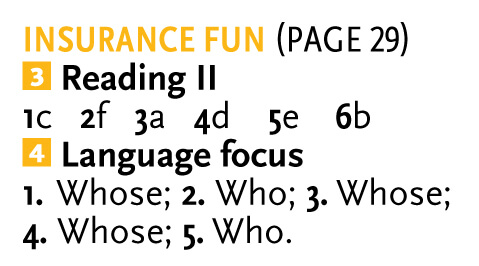 INSURANCE FUN (PAGE 29)
3 Reading II
1c 2f 3a 4d 5e 6b
4 Language focus
1. Whose; 2. Who; 3. Whose;
4. Whose; 5. Who.